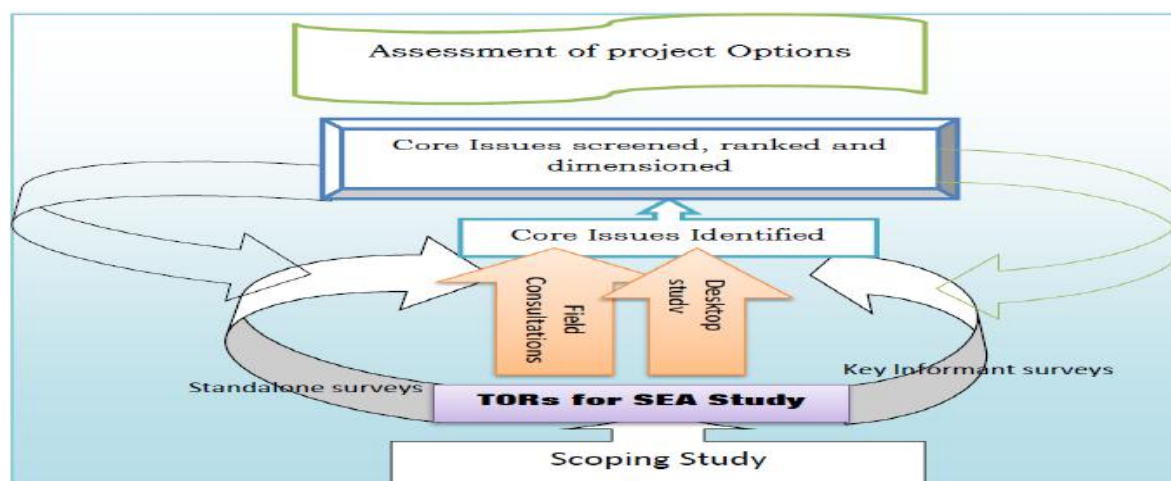 Assessment of project Options
Core Issues screened, ranked and
dimensioned
Core Issues Identified
Field
Consultations
Desktop
study
Standalone surveys
Key Informant surveys
TORs for SEA Study
Scoping Study